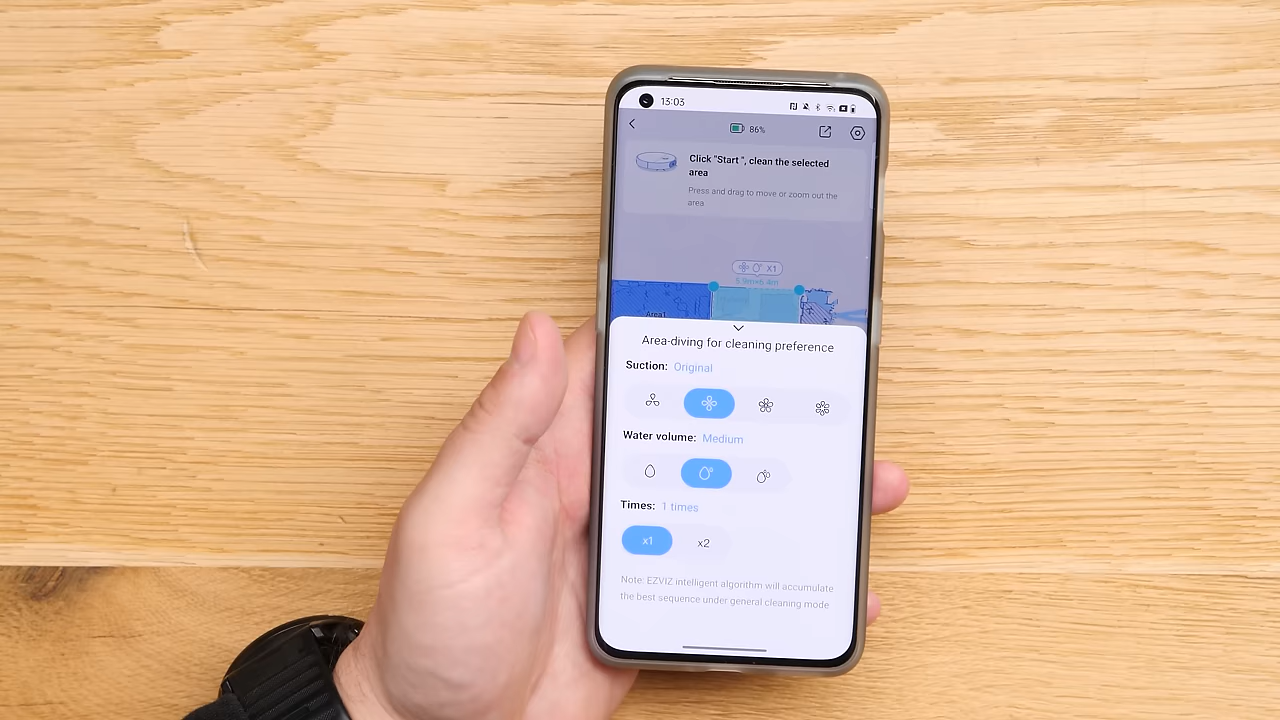 13:03
86%
Click "Start ", clean the selected
area
Press and drag to move or zoom out the
area
X1
Area1
Area-diving for cleaning preference
Suction: Original
Water volume: Medium
Times: 1 times
x1 x2
Note: EZVIZ intelligent algorithm will accumulate
the best sequence under general cleaning mode